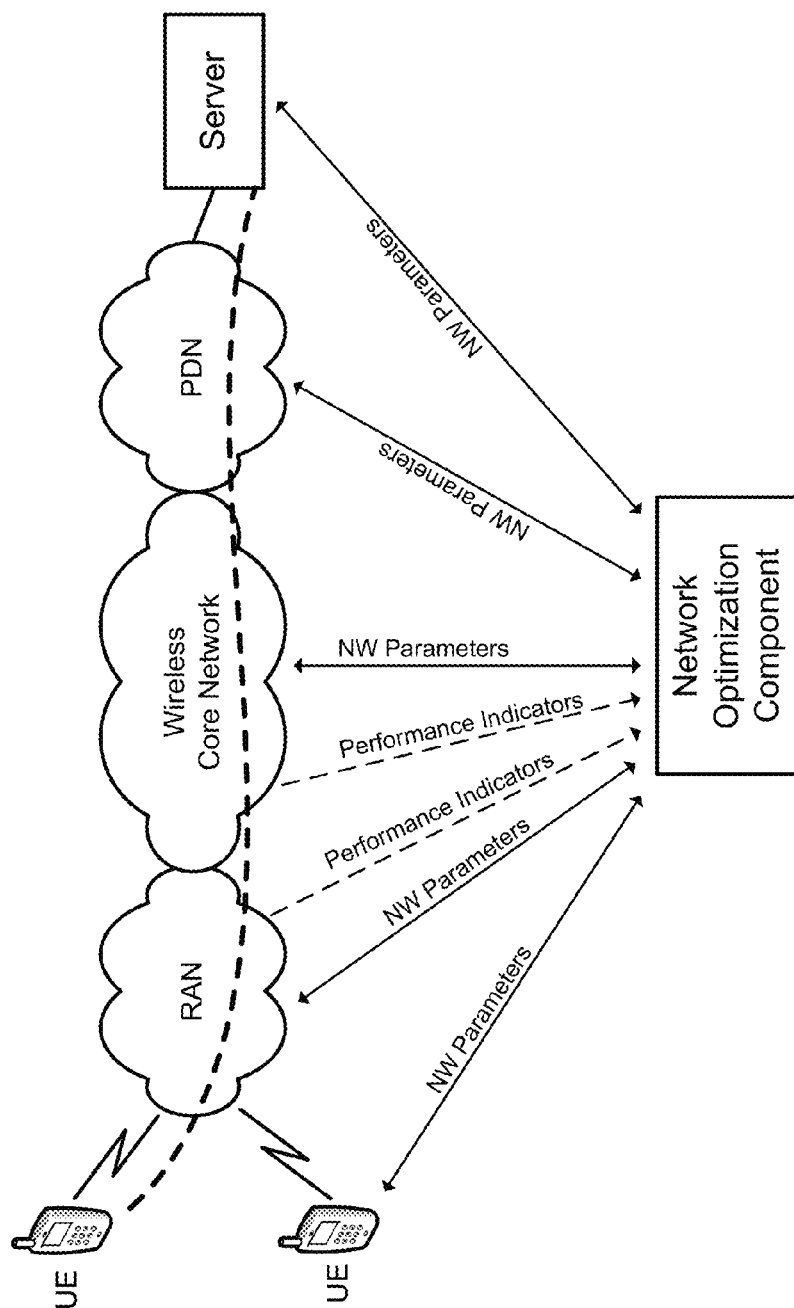 UE
UE
RAN
Wireless
Core Network
PDN
Server
NW Parameters
NW Parameters
Performance Indicators
Performance Indicators
NW Parameters
NW Parameters
NW Parameters
Network
Optimization
Component